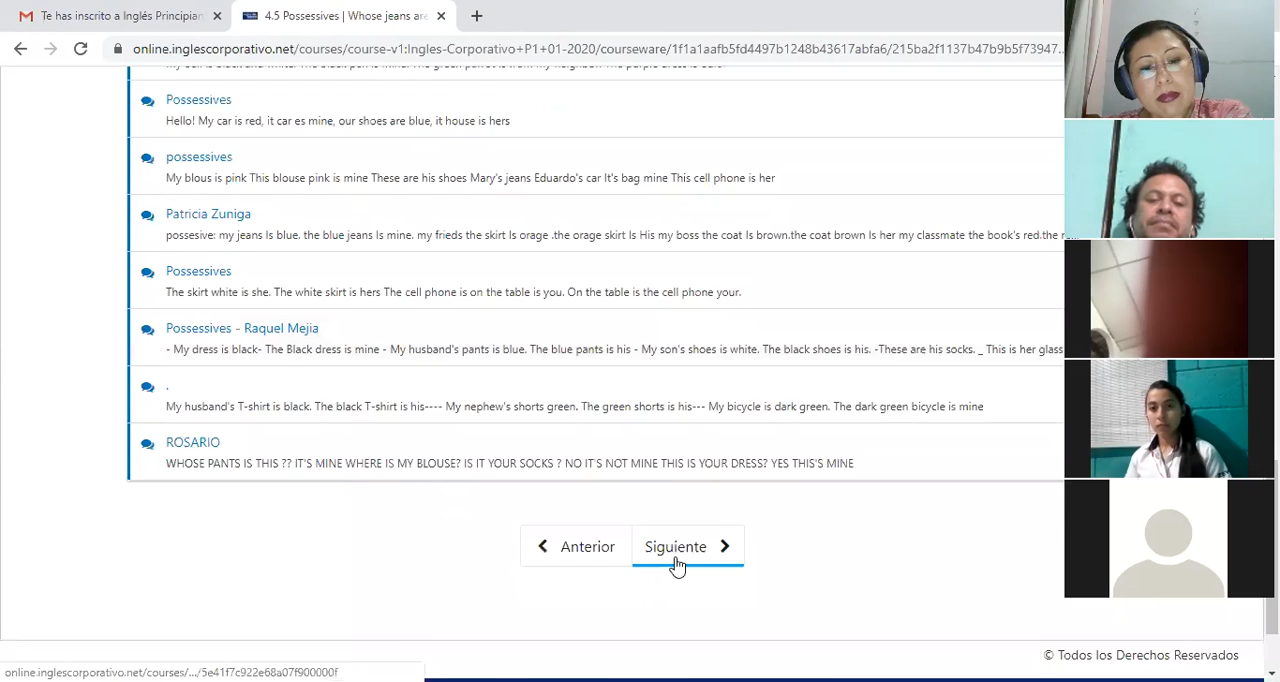 Te has inscrito a Inglés Principian
4.5 Possessives | Whose jeans are
online.inglescorporativo.net/courses/course-v1:Ingles-Corporativo+P1+01-2020/courseware/1f1a1aafb5fd4497b1248b43617abfa6/215ba2f1137b47b9b5f73947...
Possessives
Hello! My car is red, it car es mine, our shoes are blue, it house is hers
possessives
My blous is pink This blouse pink is mine These are his shoes Mary's jeans Eduardo's car It's bag mine This cell phone is her
Patricia Zuniga
possesive: my jeans Is blue. the blue jeans Is mine. my frieds the skirt Is orage .the orage skirt Is His my boss the coat Is brown.the coat brown Is her my classmate the book's red.the
Possessives
The skirt white is she. The white skirt is hers The cell phone is on the table is you. On the table is the cell phone your.
Possessives - Raquel Mejia
- My dress is black- The Black dress is mine - My husband's pants is blue. The blue pants is his - My son's shoes is white. The black shoes is his. -These are his socks. _ This is her glass
.
My husband's T-shirt is black. The black T-shirt is his---- My nephew's shorts green. The green shorts is his--- My bicycle is dark green. The dark green bicycle is mine
ROSARIO
WHOSE PANTS IS THIS ?? IT'S MINE WHERE IS MY BLOUSE? IS IT YOUR SOCKS ? NO IT'S NOT MINE THIS IS YOUR DRESS? YES THIS'S MINE
Anterior Siguiente
© Todos los Derechos Reservados
online.inglescorporativo.net/courses/.../5e41f7c922e68a07f900000f